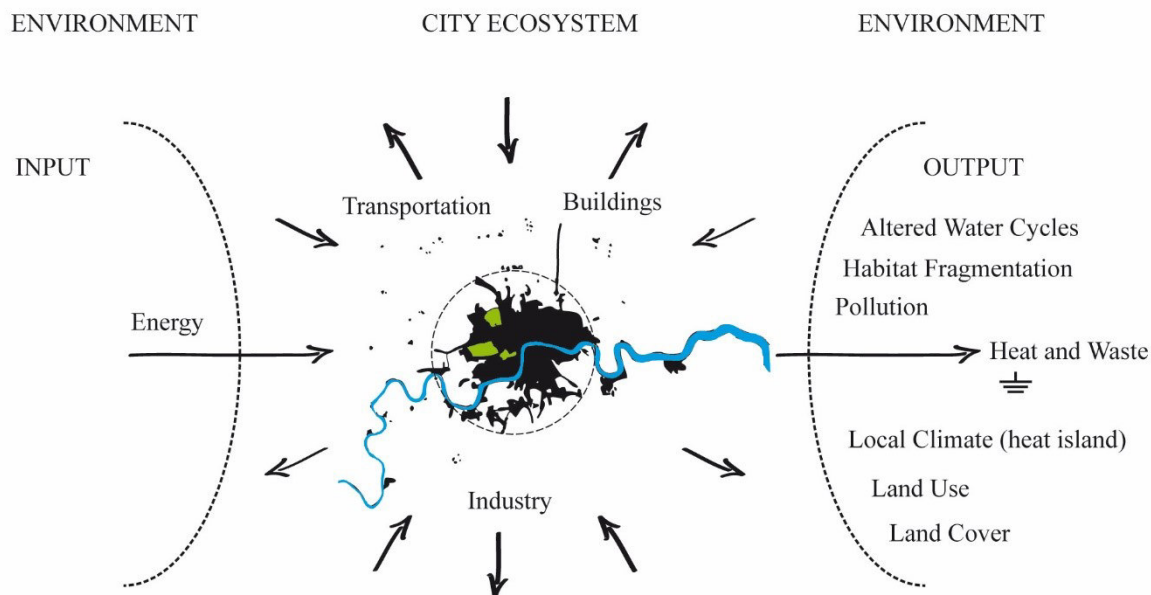 ENVIRONMENT
CITY ECOSYSTEM
ENVIRONMENT
INPUT
OUTPUT
Transportation
Buildings
Altered Water Cycles
Habitat Fragmentation
Pollution
Energy
Heat and Waste
Local Climate (heat island)
Land Use
Industry
Land Cover